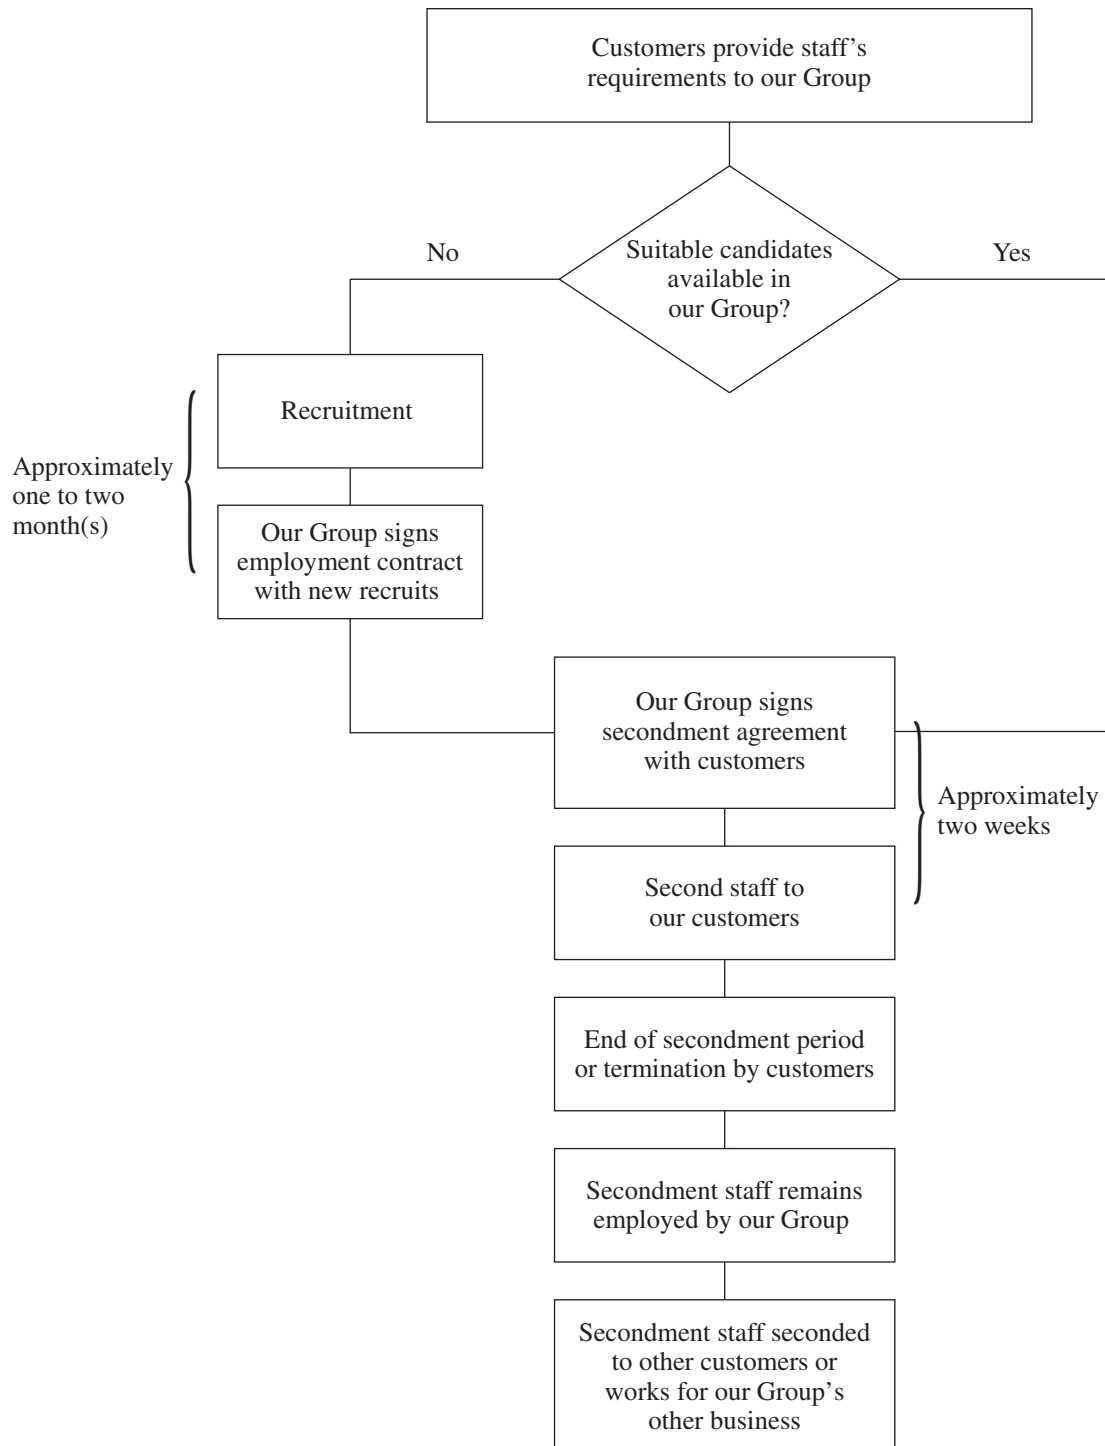 Customers provide staff’s
requirements to our Group
Suitable candidates
available in
our Group?
No
Yes
Recruitment
Approximately
one to two
month(s)
Our Group signs
employment contract
with new recruits
Our Group signs
secondment agreement
with customers
Approximately
two weeks
Second staff to
our customers
End of secondment period
or termination by customers
Secondment staff remains
employed by our Group
Secondment staff seconded
to other customers or
works for our Group’s
other business